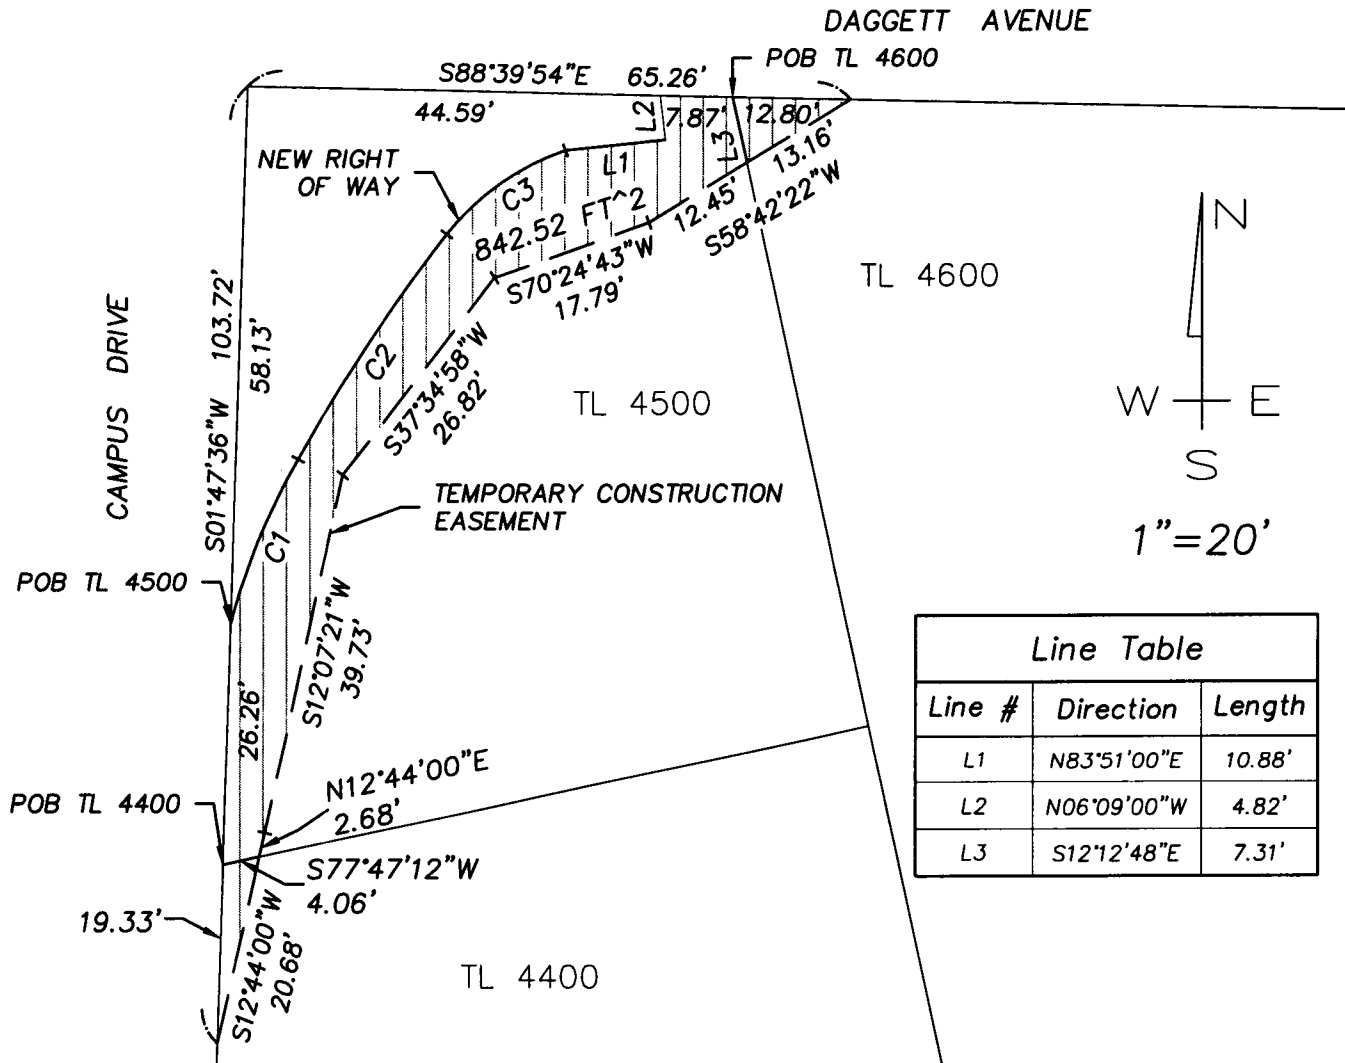 DAGGETT AVENUE
POB TL 4600
S88°39'54"E 65.26'
44.59'
L2
7.87'
12.80'
L3
13.16'
NEW RIGHT
OF WAY
L1
C3
842.52 FT^2
12.45'
S58°42'22"W
S70°24'43"W
17.79'
N
W E
S
1"=20'
TL 4600
CAMPUS DRIVE
S01°47'36"W 103.72'
58.13'
C2
S37°34'58"W
26.82'
TL 4500
TEMPORARY CONSTRUCTION
EASEMENT
C1
POB TL 4500
S12°07'21"W
39.73'
26.26'
POB TL 4400
N12°44'00"E
2.68'
S77°47'12"W
4.06'
19.33'
S12°44'00"W
20.68'
TL 4400
Line Table
Line # Direction Length
L1 N83°51'00"E 10.88'
L2 N06°09'00"W 4.82'
L3 S12°12'48"E 7.31'